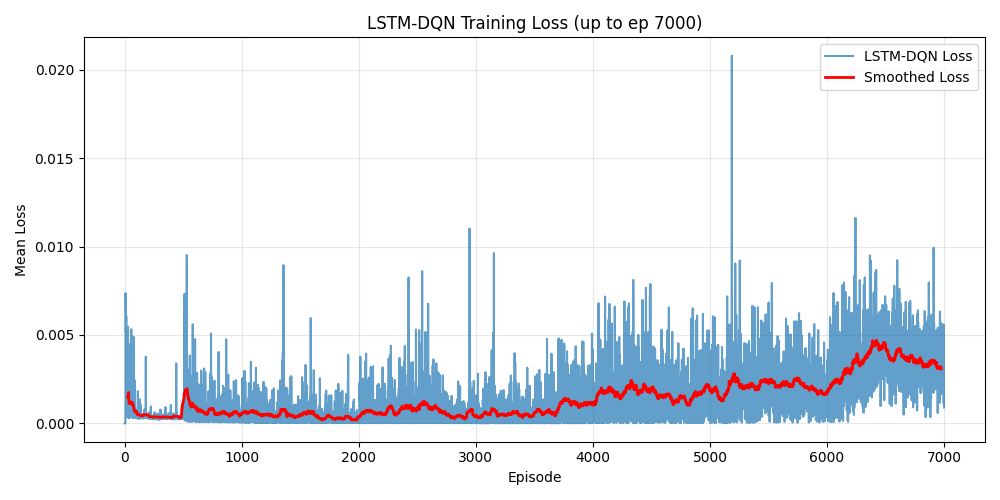 LSTM-DQN Training Loss (up to ep 7000)
LSTM-DQN Loss
Smoothed Loss
Mean Loss
0.020
0.015
0.010
0.005
0.000
0 1000 2000 3000 4000 5000 6000 7000
Episode